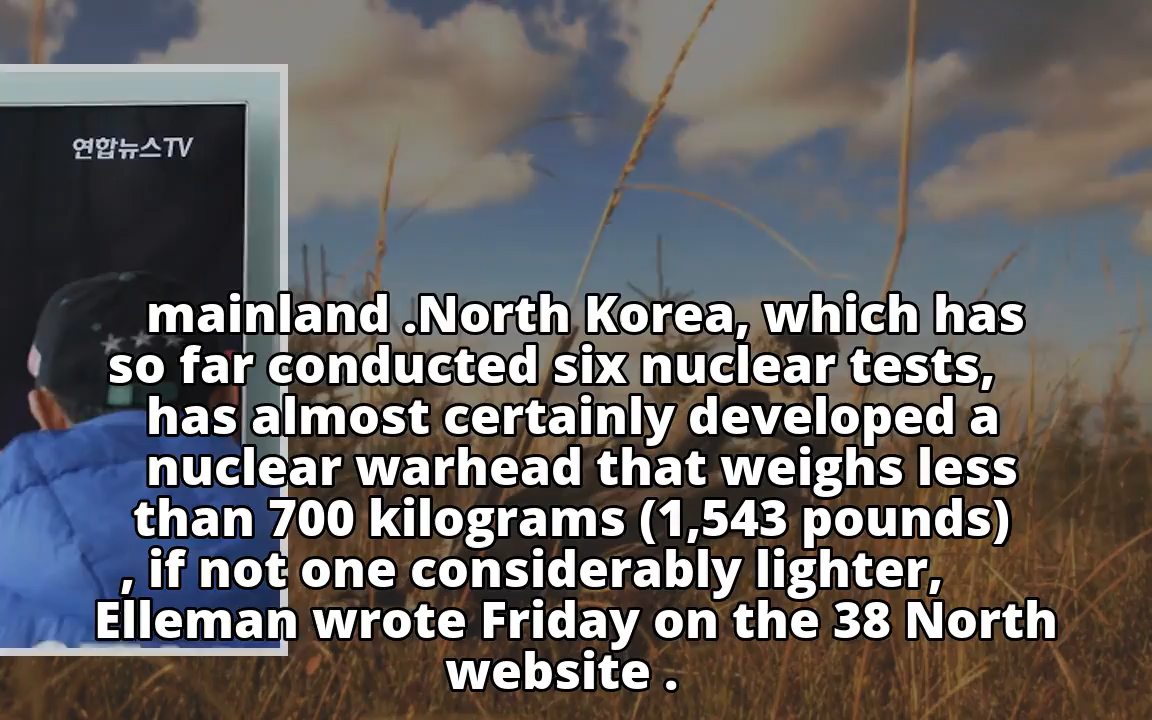 연합뉴스TV
mainland .North Korea, which has
so far conducted six nuclear tests,
has almost certainly developed a
nuclear warhead that weighs less
than 700 kilograms (1,543 pounds)
, if not one considerably lighter,
Elleman wrote Friday on the 38 North
website .